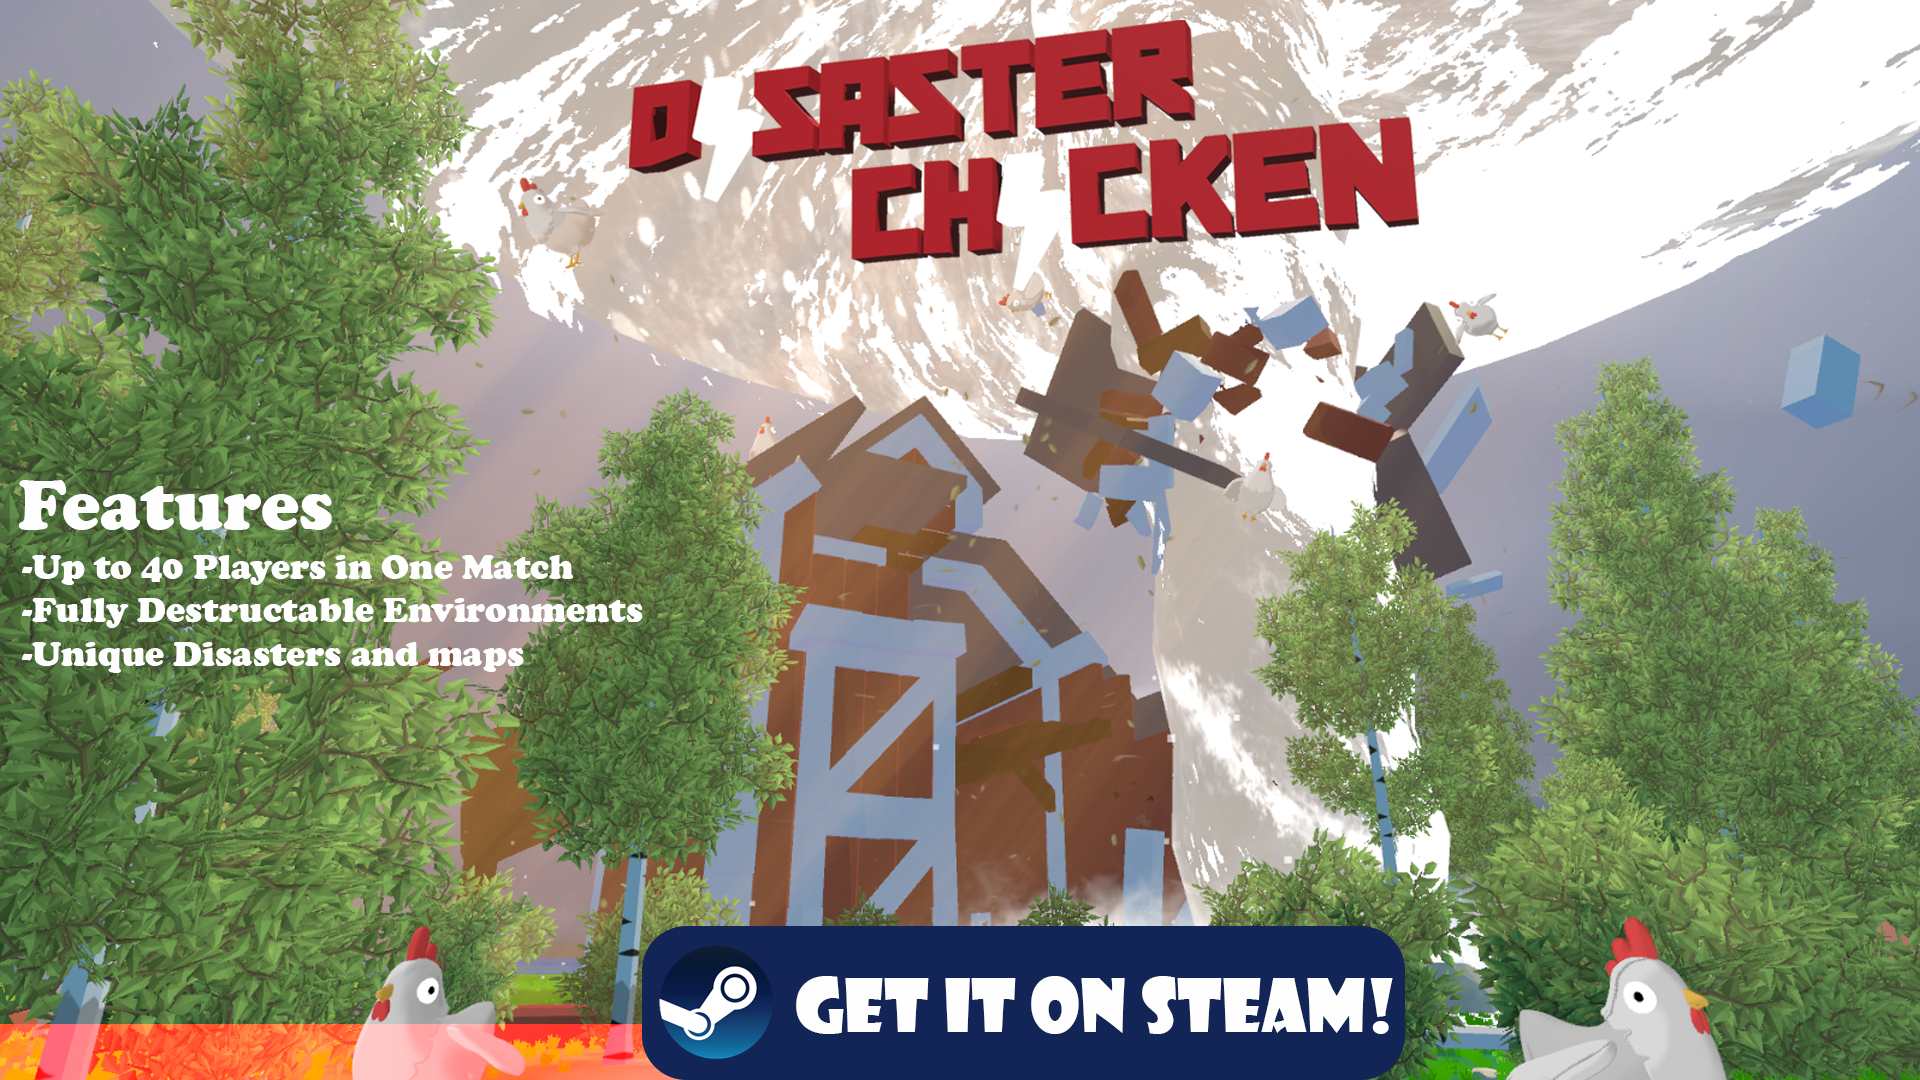 DISASTER
CHICKEN
Features
-Up to 40 Players in One Match
-Fully Destructable Environments
-Unique Disasters and maps
GET IT ON STEAM!